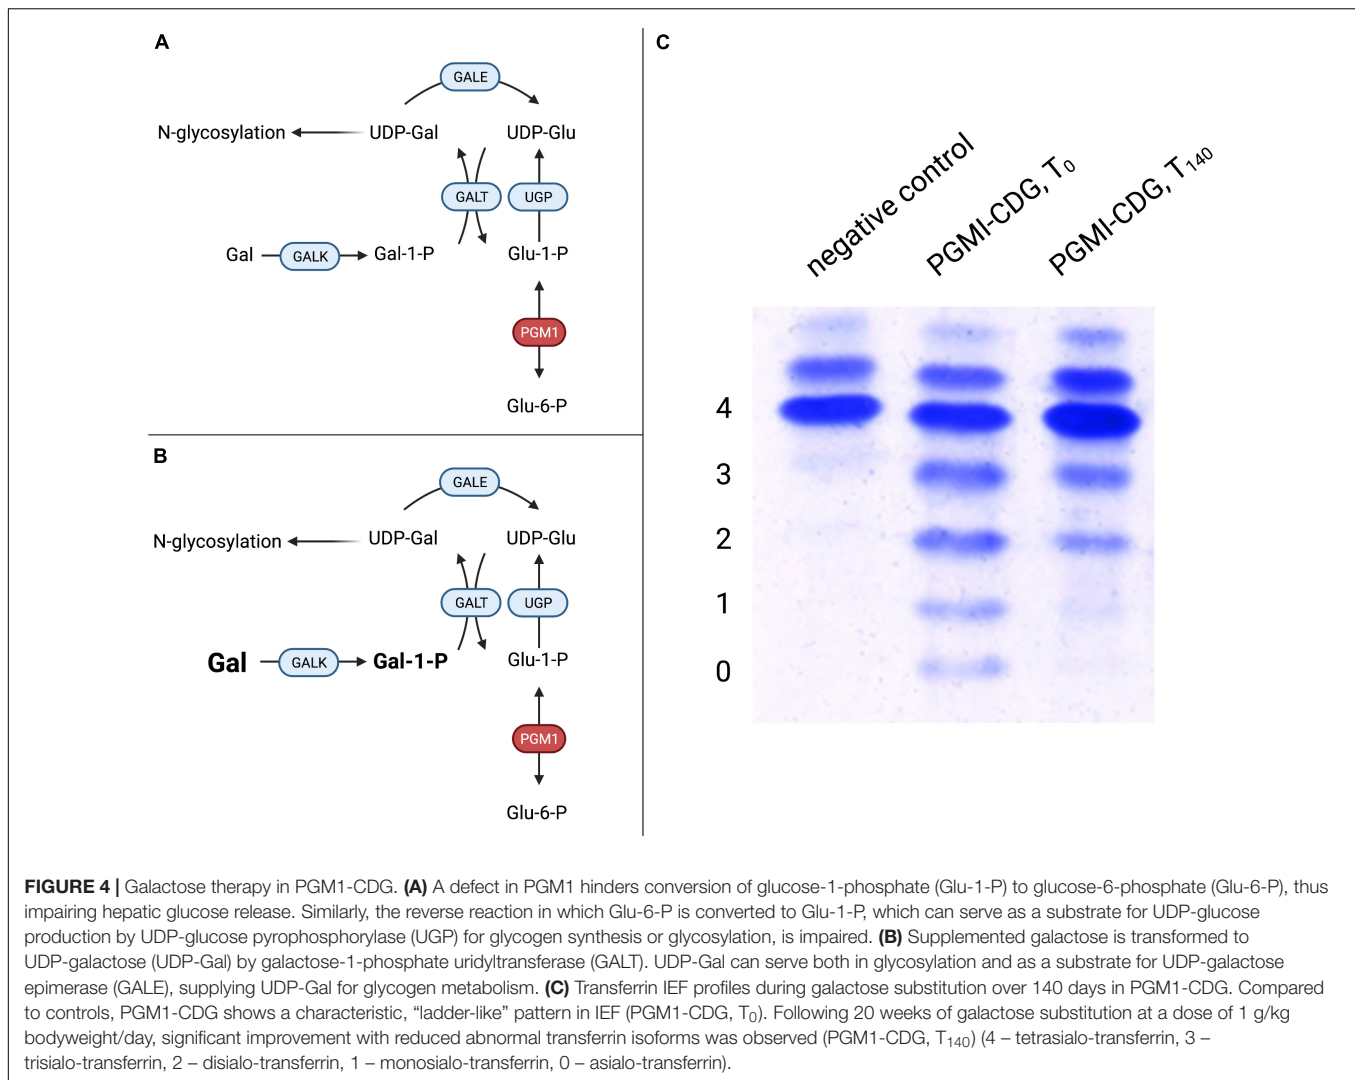 A
GALE
N-glycosylation
UDP-Gal
UDP-Glu
GALT
UGP
Gal
GALK
Gal-1-P
Glu-1-P
PGM1
Glu-6-P
B
GALE
N-glycosylation
UDP-Gal
UDP-Glu
GALT
UGP
Gal
GALK
Gal-1-P
Glu-1-P
PGM1
Glu-6-P
C
negative control
PGMI-CDG, T0
PGMI-CDG, T140
4
3
2
1
0
FIGURE 4 | Galactose therapy in PGM1-CDG. (A) A defect in PGM1 hinders conversion of glucose-1-phosphate (Glu-1-P) to glucose-6-phosphate (Glu-6-P), thus
impairing hepatic glucose release. Similarly, the reverse reaction in which Glu-6-P is converted to Glu-1-P, which can serve as a substrate for UDP-glucose
production by UDP-glucose pyrophosphorylase (UGP) for glycogen synthesis or glycosylation, is impaired. (B) Supplemented galactose is transformed to
UDP-galactose (UDP-Gal) by galactose-1-phosphate uridyltransferase (GALT). UDP-Gal can serve both in glycosylation and as a substrate for UDP-galactose
epimerase (GALE), supplying UDP-Gal for glycogen metabolism. (C) Transferrin IEF profiles during galactose substitution over 140 days in PGM1-CDG. Compared
to controls, PGM1-CDG shows a characteristic, “ladder-like” pattern in IEF (PGM1-CDG, T0). Following 20 weeks of galactose substitution at a dose of 1 g/kg
bodyweight/day, significant improvement with reduced abnormal transferrin isoforms was observed (PGM1-CDG, T140) (4 – tetrasialo-transferrin, 3 –
trisialo-transferrin, 2 – disialo-transferrin, 1 – monosialo-transferrin, 0 – asialo-transferrin).